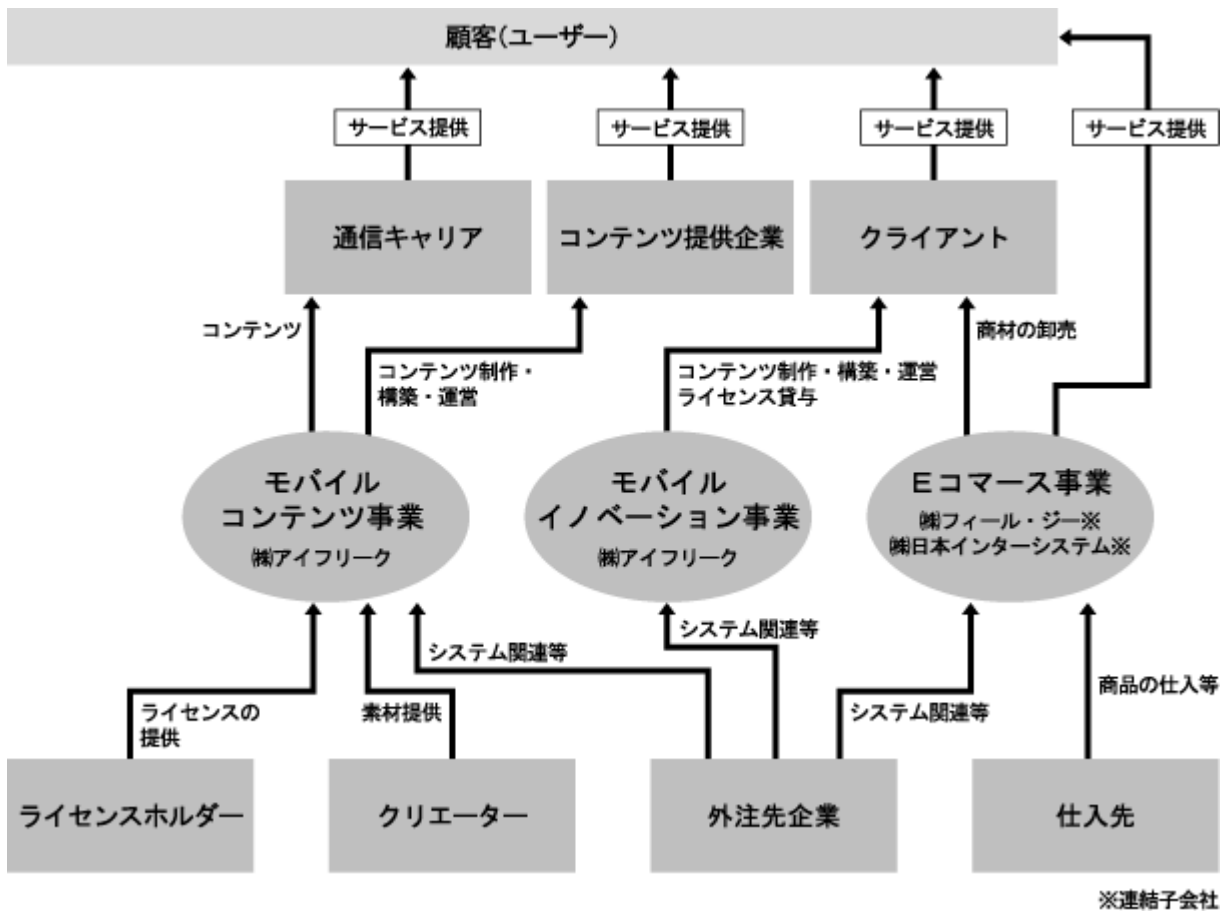 顧客(ユーザー)
サービス提供
サービス提供
サービス提供
サービス提供
通信キャリア
コンテンツ提供企業
クライアント
コンテンツ
コンテンツ制作・
構築・運営
コンテンツ制作・構築・運営
ライセンス貸与
商材の卸売
モバイル
コンテンツ事業
㈱アイフリーク
モバイル
イノベーション事業
㈱アイフリーク
Eコマース事業
㈱フィール・ジー※
㈱日本インターシステム※
ライセンスの
提供
素材提供
システム関連等
システム関連等
システム関連等
商品の仕入等
ライセンスホルダー
クリエーター
外注先企業
仕入先
※連結子会社